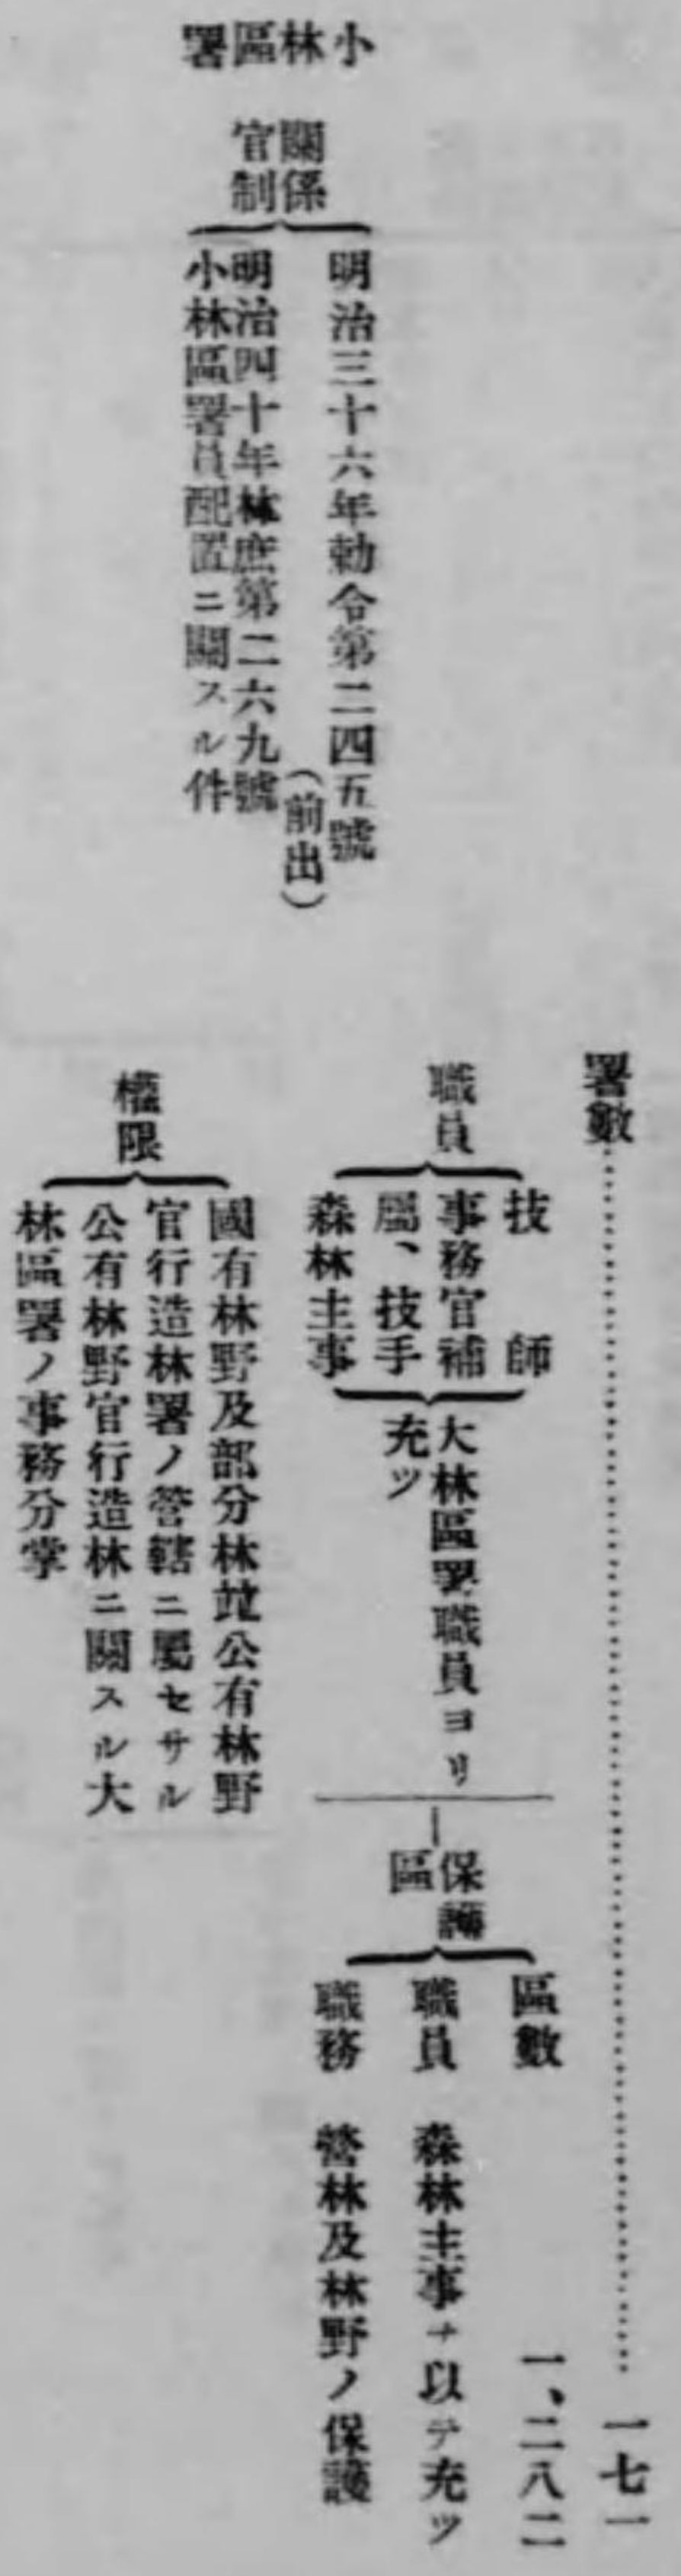 小林區署
關係
官制
明治三十六年勅令第二四五號
(前出)
明治四十年林庶第二六九號
小林區署員配置ニ關スル件
署數……………一七一
職員
技師
事務官補
屬、技手
森林主事
大林區署職員ヨリ
充ツ
保護
區
區數 一、二八二
職員 森林主事ヲ以テ充ツ
職務 營林及林野ノ保護
權限
國有林野及部分林竝公有林野
官行造林署ノ管轄ニ屬セサル
公有林野官行造林ニ關スル大
林區署ノ事務分掌